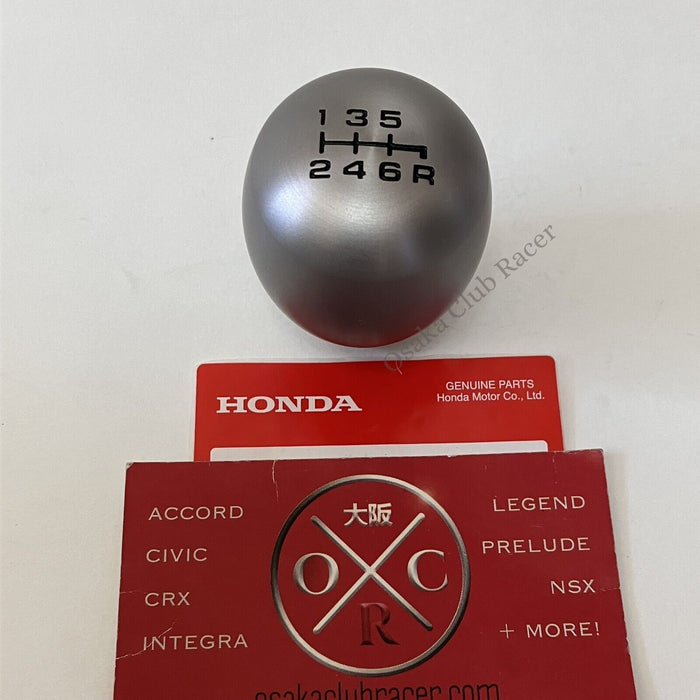 1 3 5
2 4 6 R
Osaka Club Racer
HONDA
GENUINE PARTS
Honda Motor Co., Ltd.
ACCORD
CIVIC
CRX
INTEGRA
大阪
O C
R
LEGEND
PRELUDE
NSX
+ MORE!
osakaclubracer.com